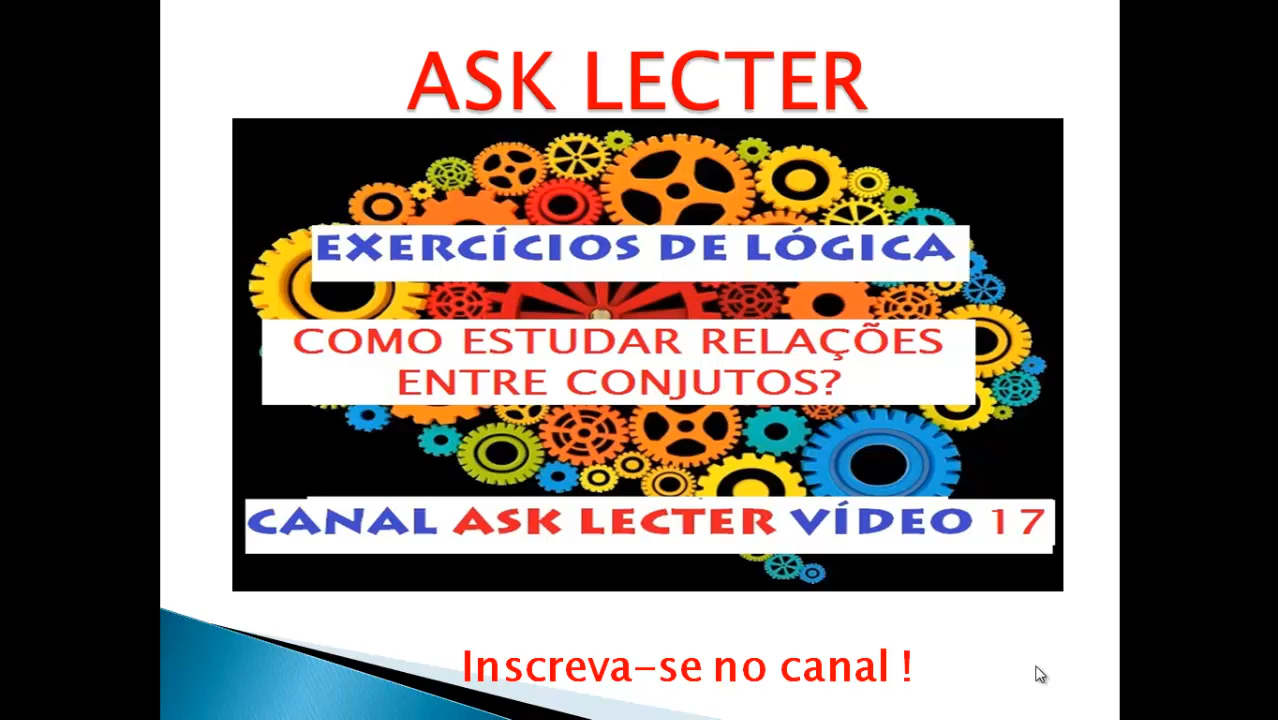 ASK LECTER
EXERCÍCIOS DE LÓGICA
COMO ESTUDAR RELAÇÕES
ENTRE CONJUTOS?
CANAL ASK LECTER VÍDEO 17
Inscreva-se no canal !